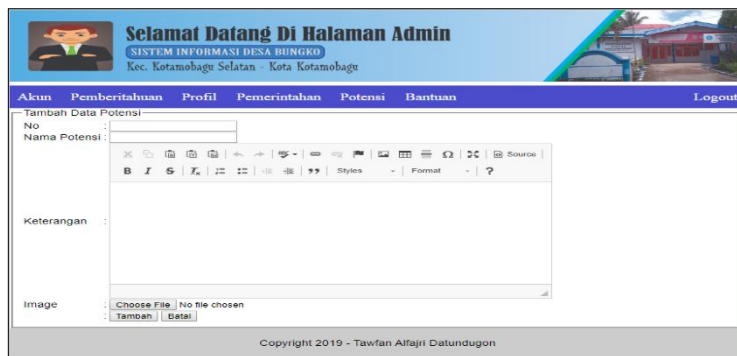 Selamat Datang Di Halaman Admin
SISTEM INFORMASI DESA BUNGKO
Kec. Kotamobagu Selatan - Kota Kotamobagu
Akun Pemberitahuan Profil Pemerintahan Potensi Bantuan Logout
Tambah Data Potensi
No :
Nama Potensi :
Source
B I S Tx Styles Format ?
Keterangan :
Image : Choose File No file chosen
: Tambah Batal
Copyright 2019 - Tawfan Alfajri Datundugon